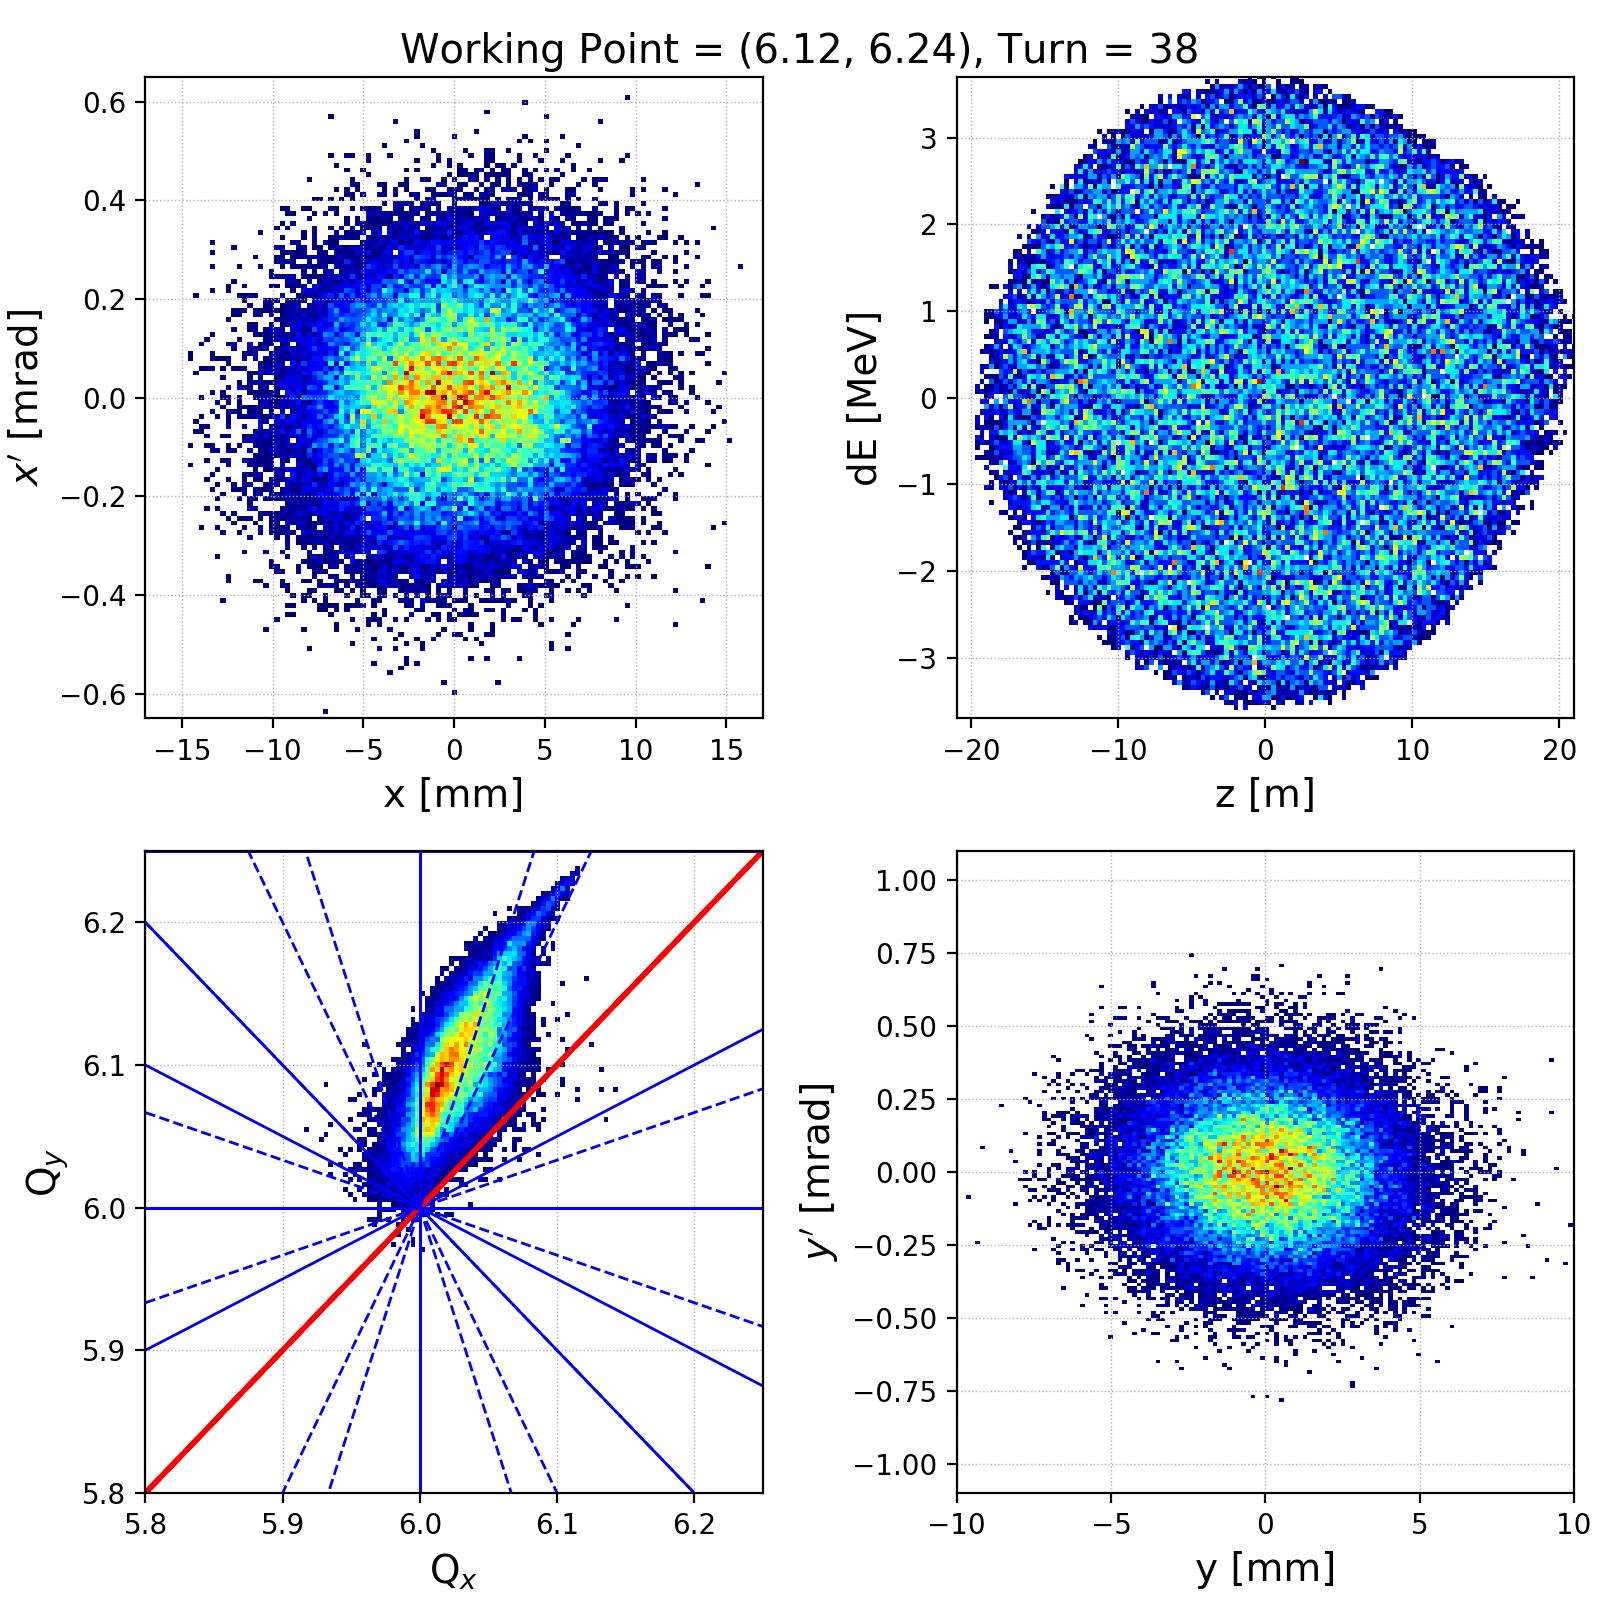 Working Point = (6.12, 6.24), Turn = 38
0.6
0.4
0.2
0.0
−0.2
−0.4
−0.6
x′ [mrad]
−15 −10 −5 0 5 10 15
x [mm]
3
2
1
0
−1
−2
−3
dE [MeV]
−20 −10 0 10 20
z [m]
6.2
6.1
6.0
5.9
5.8
Qy
5.8 5.9 6.0 6.1 6.2
Qx
1.00
0.75
0.50
0.25
0.00
−0.25
−0.50
−0.75
−1.00
y′ [mrad]
−10 −5 0 5 10
y [mm]